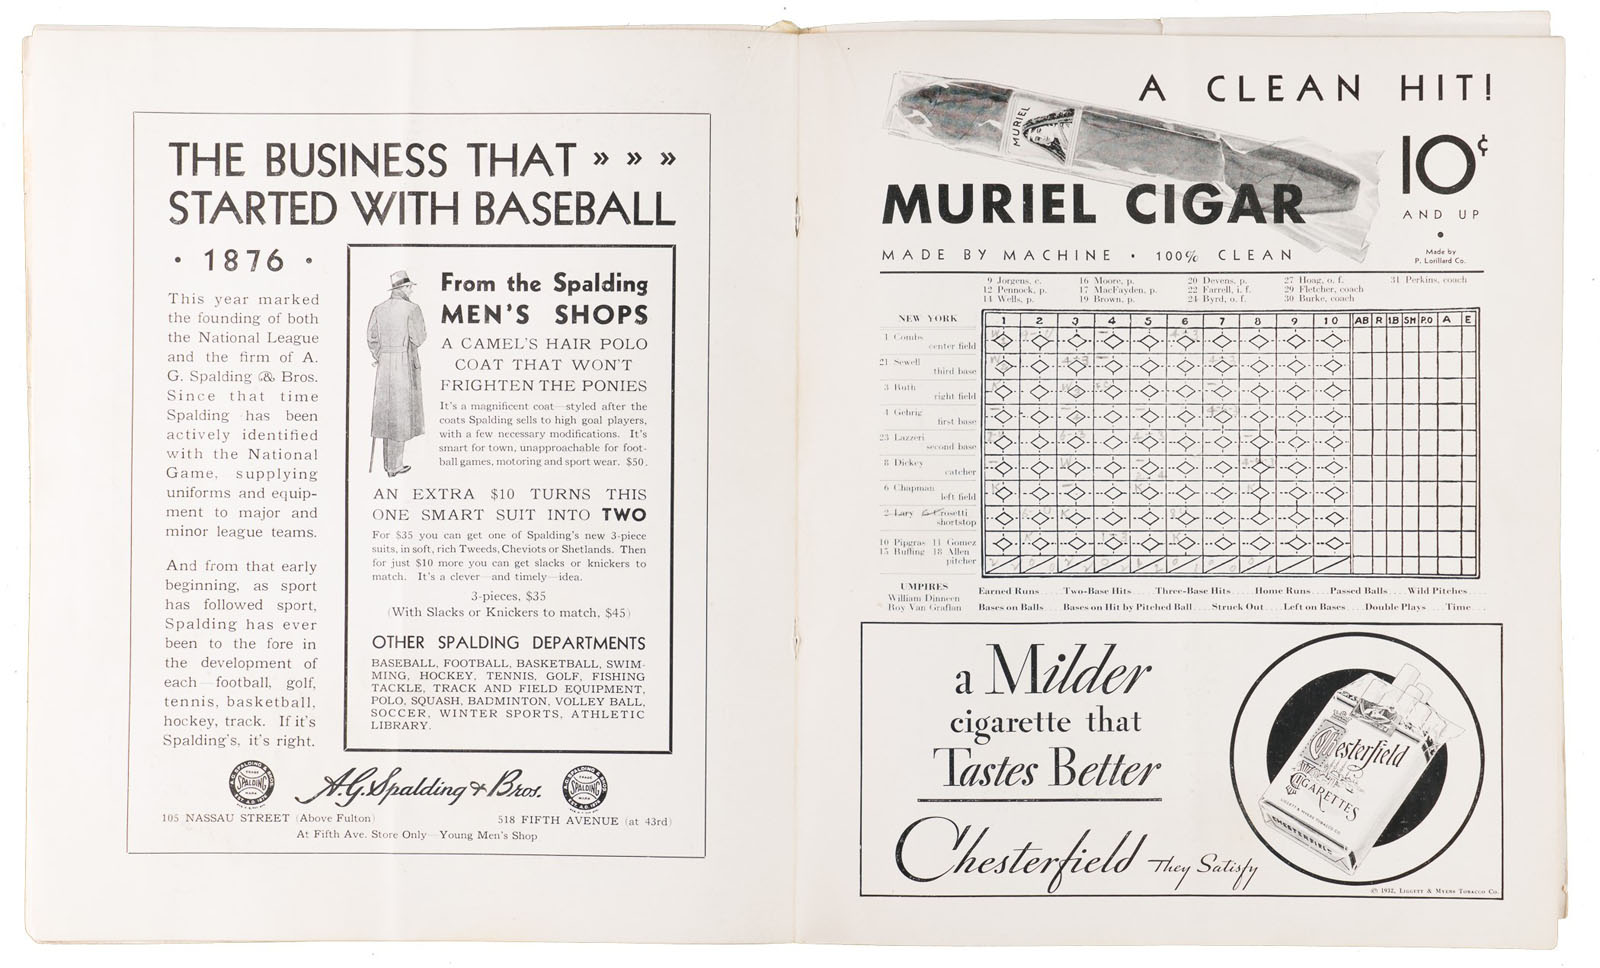 THE BUSINESS THAT » » »
STARTED WITH BASEBALL
· 1876 ·
This year marked
the founding of both
the National League
and the firm of A.
G. Spalding & Bros.
Since that time
Spalding has been
actively identified
with the National
Game, supplying
uniforms and equip-
ment to major and
minor league teams.
And from that early
beginning, as sport
has followed sport,
Spalding has ever
been to the fore in
the development of
each—football, golf,
tennis, basketball,
hockey, track. If it's
Spalding's, it's right.
From the Spalding
MEN'S SHOPS
A CAMEL'S HAIR POLO
COAT THAT WON'T
FRIGHTEN THE PONIES
It's a magnificent coat—styled after the
coats Spalding sells to high goal players,
with a few necessary modifications. It's
smart for town, unapproachable for foot-
ball games, motoring and sport wear. $50.
AN EXTRA $10 TURNS THIS
ONE SMART SUIT INTO TWO
For $35 you can get one of Spalding's new 3-piece
suits, in soft, rich Tweeds, Cheviots or Shetlands. Then
for just $10 more you can get slacks or knickers to
match. It's a clever—and timely—idea.
3-pieces, $35
(With Slacks or Knickers to match, $45)
OTHER SPALDING DEPARTMENTS
BASEBALL, FOOTBALL, BASKETBALL, SWIM-
MING, HOCKEY, TENNIS, GOLF, FISHING
TACKLE, TRACK AND FIELD EQUIPMENT,
POLO, SQUASH, BADMINTON, VOLLEY BALL,
SOCCER, WINTER SPORTS, ATHLETIC
LIBRARY.
SPALDING
A.G. Spalding & Bros.
SPALDING
105 NASSAU STREET (Above Fulton)
518 FIFTH AVENUE (at 43rd)
At Fifth Ave. Store Only—Young Men's Shop
A CLEAN HIT!
MURIEL
10¢
AND UP
MURIEL CIGAR
Made by
P. Lorillard Co.
MADE BY MACHINE · 100% CLEAN
9 Jorgens, c. 16 Moore, p. 20 Devens, p. 27 Hoag, o. f. 31 Perkins, coach
12 Pennock, p. 17 MacFayden, p. 22 Farrell, i. f. 29 Fletcher, coach
14 Wells, p. 19 Brown, p. 24 Byrd, o. f. 30 Burke, coach
NEW YORK 1 2 3 4 5 6 7 8 9 10 AB R 1B SH P.O A E
1 Combs
center field
21 Sewell
third base
3 Ruth
right field
4 Gehrig
first base
23 Lazzeri
second base
8 Dickey
catcher
6 Chapman
left field
2 Lary Crosetti
shortstop
10 Pipgras 11 Gomez
15 Ruffing 18 Allen
pitcher
UMPIRES
William Dinneen
Roy Van Graflan
Earned Runs Two-Base Hits Three-Base Hits Home Runs Passed Balls Wild Pitches
Bases on Balls Bases on Hit by Pitched Ball Struck Out Left on Bases Double Plays Time
a Milder
cigarette that
Tastes Better
Chesterfield They Satisfy
Chesterfield
CIGARETTES
LIGGETT & MYERS TOBACCO CO.
CHESTERFIELD
© 1932, LIGGETT & MYERS TOBACCO CO.